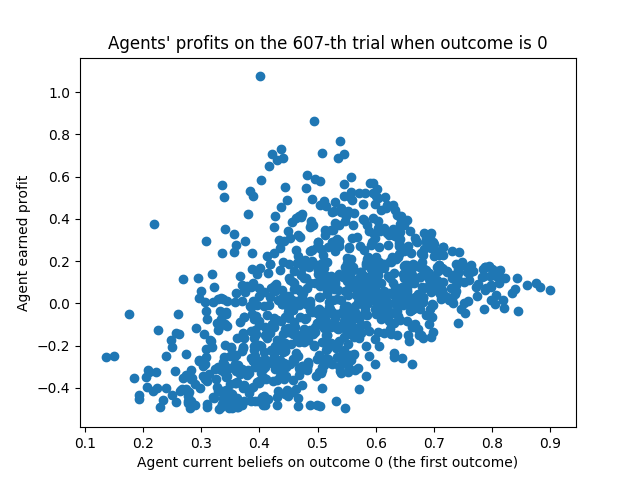 Agents' profits on the 607-th trial when outcome is 0
1.0
0.8
0.6
0.4
0.2
0.0
−0.2
−0.4
Agent earned profit
0.1 0.2 0.3 0.4 0.5 0.6 0.7 0.8 0.9
Agent current beliefs on outcome 0 (the first outcome)